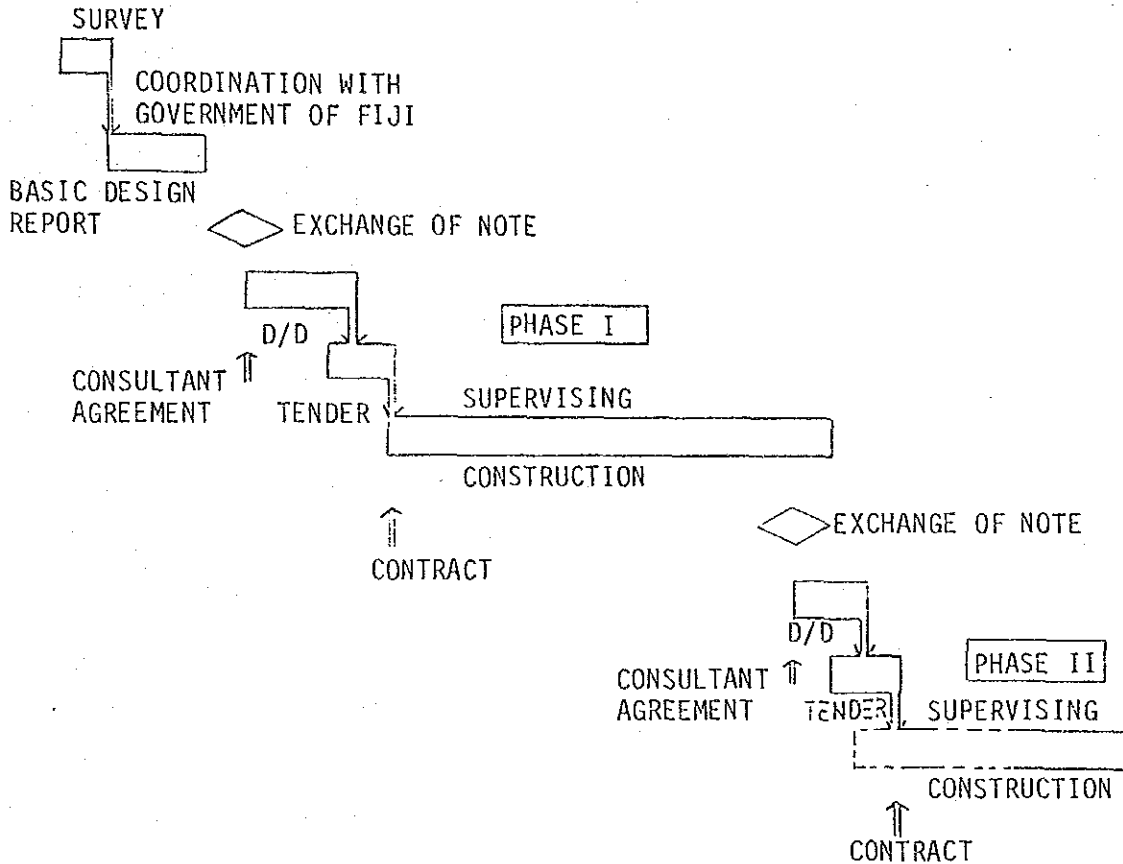 SURVEY
COORDINATION WITH
GOVERNMENT OF FIJI
BASIC DESIGN
REPORT
EXCHANGE OF NOTE
D/D
PHASE I
CONSULTANT
AGREEMENT
TENDER
SUPERVISING
CONSTRUCTION
CONTRACT
EXCHANGE OF NOTE
D/D
PHASE II
CONSULTANT
AGREEMENT
TENDER
SUPERVISING
CONSTRUCTION
CONTRACT